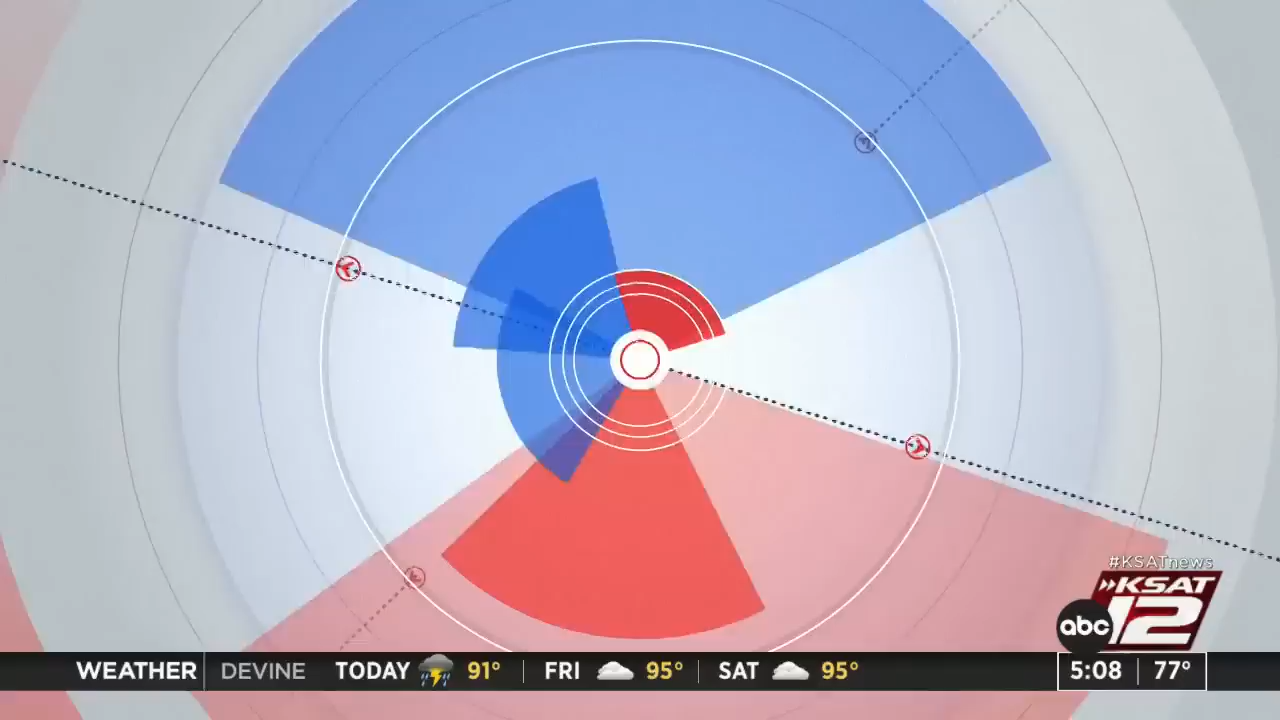 #KSATnews
KSAT
abc 12
WEATHER DEVINE TODAY 91° FRI 95° SAT 95° 5:08 77°